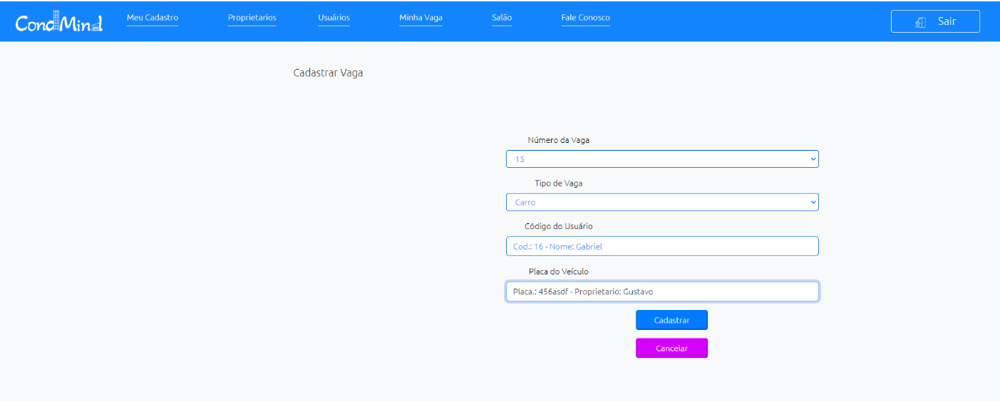 CondMind
Meu Cadastro
Proprietarios
Usuários
Minha Vaga
Salão
Fale Conosco
Sair
Cadastrar Vaga
Número da Vaga
15
Tipo de Vaga
Carro
Código do Usuário
Cod.: 16 - Nome: Gabriel
Placa do Veículo
Placa.: 456asdf - Proprietario: Gustavo
Cadastrar
Cancelar